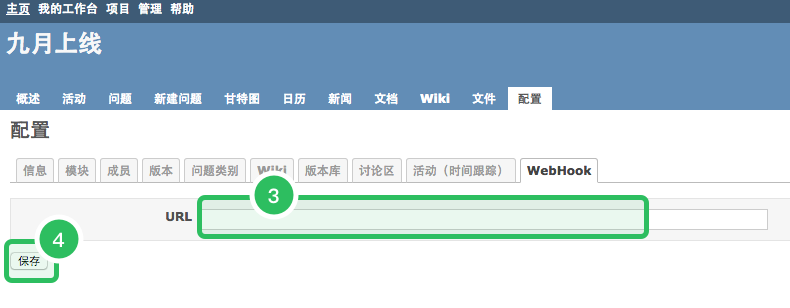 主页 我的工作台 项目 管理 帮助
九月上线
概述 活动 问题 新建问题 甘特图 日历 新闻 文档 Wiki 文件 配置
配置
信息 模块 成员 版本 问题类别 Wiki 版本库 讨论区 活动（时间跟踪） WebHook
3
URL
4
保存